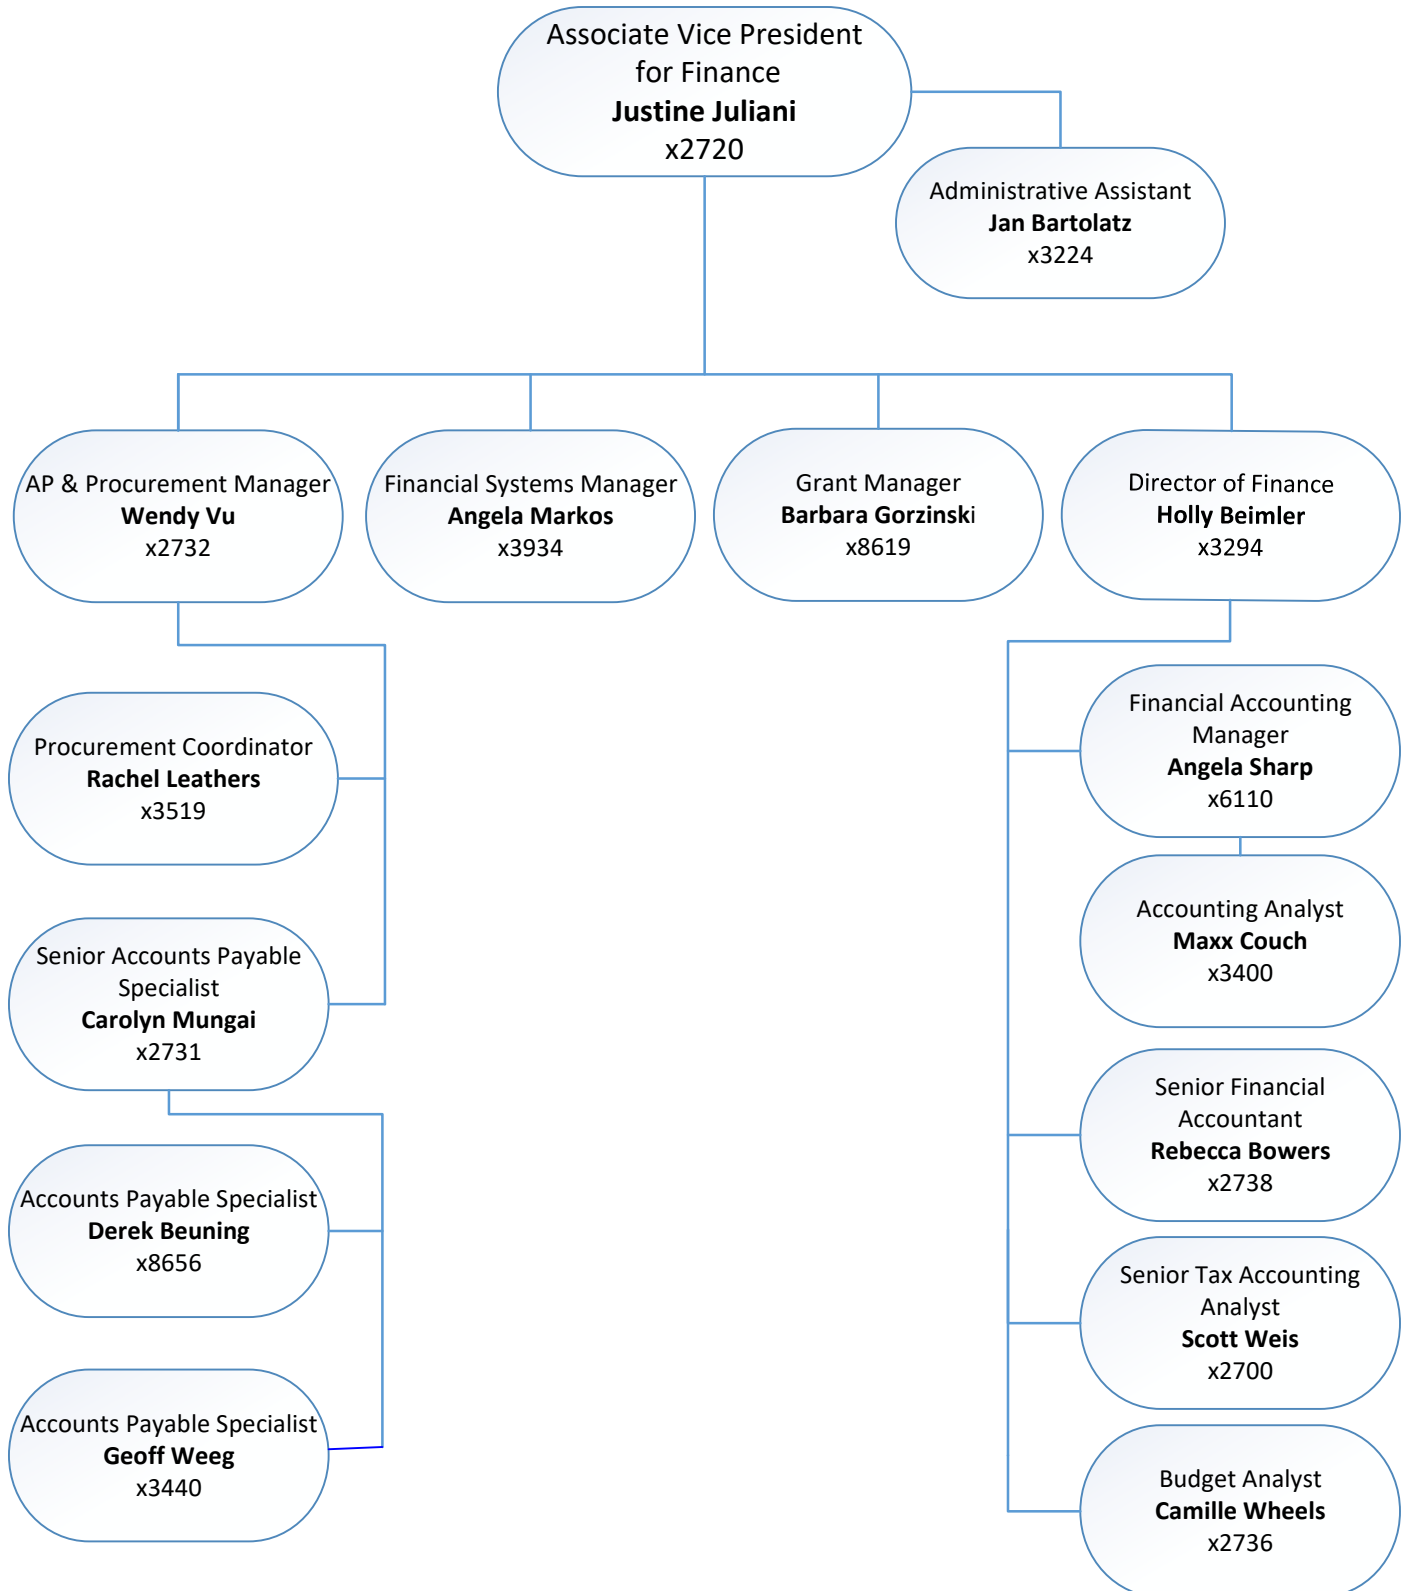 Associate Vice President
for Finance
Justine Juliani
x2720
Administrative Assistant
Jan Bartolatz
x3224
AP & Procurement Manager
Wendy Vu
x2732
Financial Systems Manager
Angela Markos
x3934
Grant Manager
Barbara Gorzinski
x8619
Director of Finance
Holly Beimler
x3294
Procurement Coordinator
Rachel Leathers
x3519
Senior Accounts Payable
Specialist
Carolyn Mungai
x2731
Accounts Payable Specialist
Derek Beuning
x8656
Accounts Payable Specialist
Geoff Weeg
x3440
Financial Accounting
Manager
Angela Sharp
x6110
Accounting Analyst
Maxx Couch
x3400
Senior Financial
Accountant
Rebecca Bowers
x2738
Senior Tax Accounting
Analyst
Scott Weis
x2700
Budget Analyst
Camille Wheels
x2736